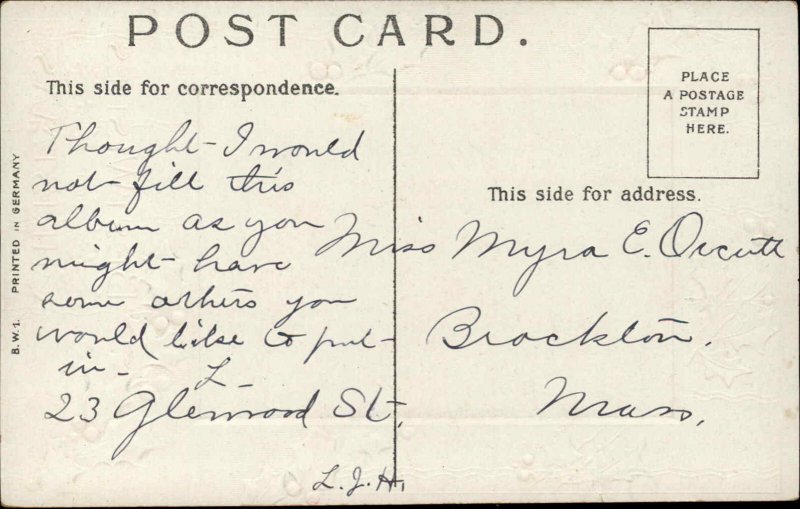 POST CARD.
This side for correspondence.
PLACE
A POSTAGE
STAMP
HERE.
This side for address.
B.W.1. PRINTED IN GERMANY
Thought I would
not fill this
album as you
might have
some others you
would like to put
in - L
23 Glenwood St.
L.J.H.
Miss Myra E. Orcutt
Brockton.
Mass.